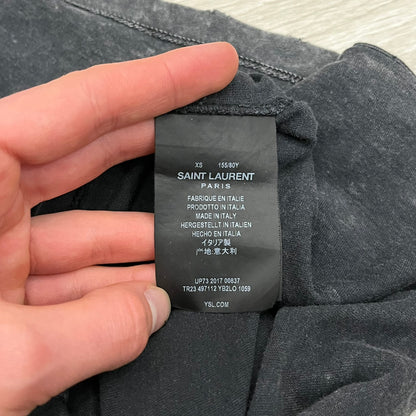 XS 155/80Y
SAINT LAURENT
PARIS
FABRIQUE EN ITALIE
PRODOTTO IN ITALIA
MADE IN ITALY
HERGESTELLT IN ITALIEN
HECHO EN ITALIA
イタリア製
产地:意大利
UP73 2017 00837
TR23 497112 YB2LO 1059
YSL.COM